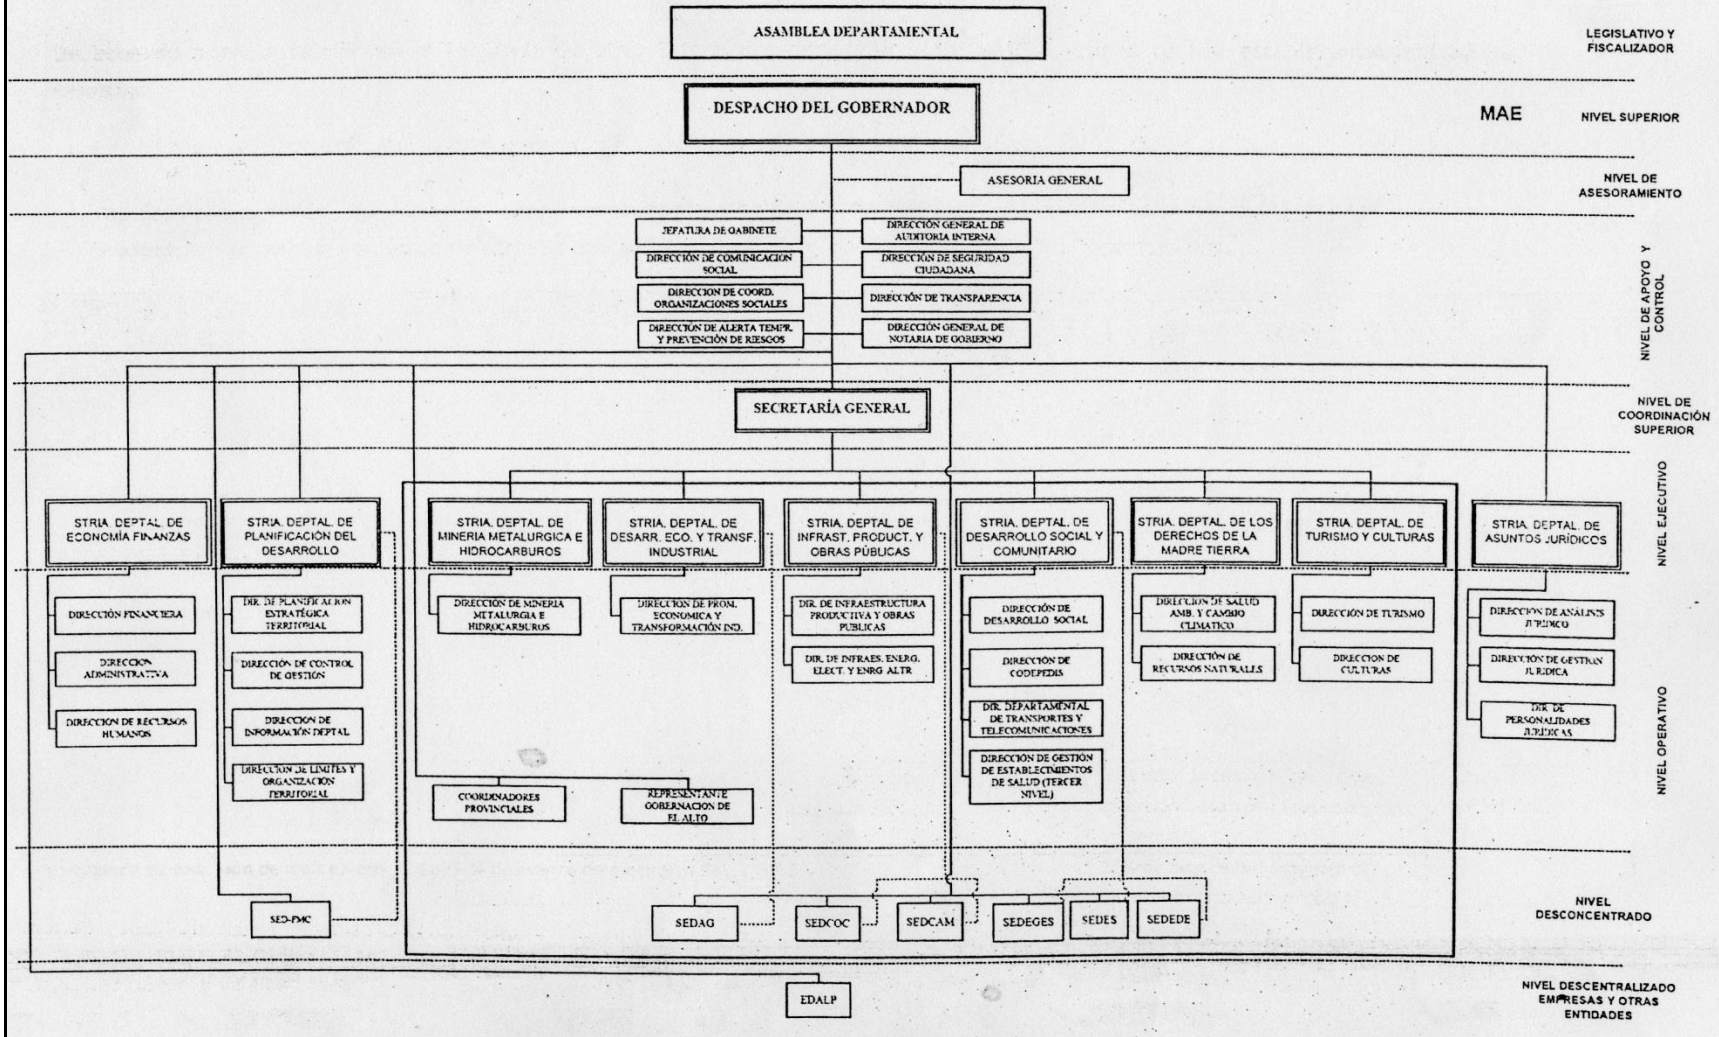 ASAMBLEA DEPARTAMENTAL
LEGISLATIVO Y
FISCALIZADOR
DESPACHO DEL GOBERNADOR
MAE
NIVEL SUPERIOR
ASESORIA GENERAL
NIVEL DE
ASESORAMIENTO
JEFATURA DE GABINETE
DIRECCIÓN GENERAL DE
AUDITORIA INTERNA
DIRECCIÓN DE COMUNICACIÓN
SOCIAL
DIRECCIÓN DE SEGURIDAD
CIUDADANA
DIRECCION DE COORD.
ORGANIZACIONES SOCIALES
DIRECCIÓN DE TRANSPARENCIA
DIRECCIÓN DE ALERTA TEMPR.
Y PREVENCIÓN DE RIESGOS
DIRECCIÓN GENERAL DE
NOTARIA DE GOBIERNO
NIVEL DE APOYO Y
CONTROL
SECRETARÍA GENERAL
NIVEL DE
COORDINACIÓN
SUPERIOR
STRIA. DEPTAL. DE
ECONOMÍA FINANZAS
STRIA. DEPTAL. DE
PLANIFICACIÓN DEL
DESARROLLO
STRIA. DEPTAL. DE
MINERIA METALURGICA E
HIDROCARBUROS
STRIA. DEPTAL. DE
DESARR. ECO. Y TRANSF.
INDUSTRIAL
STRIA. DEPTAL. DE
INFRAST. PRODUCT. Y
OBRAS PÚBLICAS
STRIA. DEPTAL. DE
DESARROLLO SOCIAL Y
COMUNITARIO
STRIA. DEPTAL. DE LOS
DERECHOS DE LA
MADRE TIERRA
STRIA. DEPTAL. DE
TURISMO Y CULTURAS
STRIA. DEPTAL. DE
ASUNTOS JURÍDICOS
NIVEL EJECUTIVO
DIRECCIÓN FINANCIERA
DIRECCION
ADMINISTRATIVA
DIRECCIÓN DE RECURSOS
HUMANOS
DIR. DE PLANIFICACION
ESTRATÉGICA
TERRITORIAL
DIRECCIÓN DE CONTROL
DE GESTIÓN
DIRECCION DE
INFORMACIÓN DEPTAL
DIRECCION DE LIMITES Y
ORGANIZACION
TERRITORIAL
DIRECCIÓN DE MINERIA
METALURGIA E
HIDROCARBUROS
DIRECCION DE PROM.
ECONOMICA Y
TRANSFORMACIÓN IND.
DIR. DE INFRAESTRUCTURA
PRODUCTIVA Y OBRAS
PUBLICAS
DIR. DE INFRAES. ENERG.
ELECT. Y ENRG ALTR
DIRECCIÓN DE
DESARROLLO SOCIAL
DIRECCIÓN DE
CODEPEDIS
DIR. DEPARTAMENTAL
DE TRANSPORTES Y
TELECOMUNICACIONES
DIRECCIÓN DE GESTIÓN
DE ESTABLECIMIENTOS
DE SALUD (TERCER
NIVEL)
DIRECCION DE SALUD
AMB. Y CAMBIO
CLIMATICO
DIRECCIÓN DE
RECURSOS NATURALES
DIRECCIÓN DE TURISMO
DIRECCION DE
CULTURAS
DIRECCIÓN DE ANÁLISIS
JURIDICO
DIRECCIÓN DE GESTION
JURIDICA
DIR. DE
PERSONALIDADES
JURIDICAS
NIVEL OPERATIVO
COORDINADORES
PROVINCIALES
REPRESENTANTE
GOBERNACION DE
EL ALTO
SED-FMC
SEDAG
SEDCOC
SEDCAM
SEDEGES
SEDES
SEDEDE
NIVEL
DESCONCENTRADO
EDALP
NIVEL DESCENTRALIZADO
EMPRESAS Y OTRAS
ENTIDADES